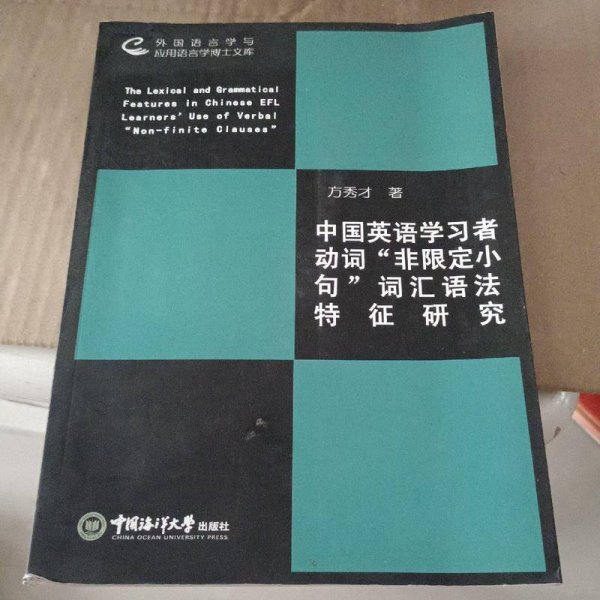 外国语言学与
应用语言学博士文库
The Lexical and Grammatical
Features in Chinese EFL
Learners' Use of Verbal
"Non-finite Clauses"
方秀才 著
中国英语学习者
动词“非限定小
句”词汇语法
特征研究
中国海洋大学出版社
CHINA OCEAN UNIVERSITY PRESS